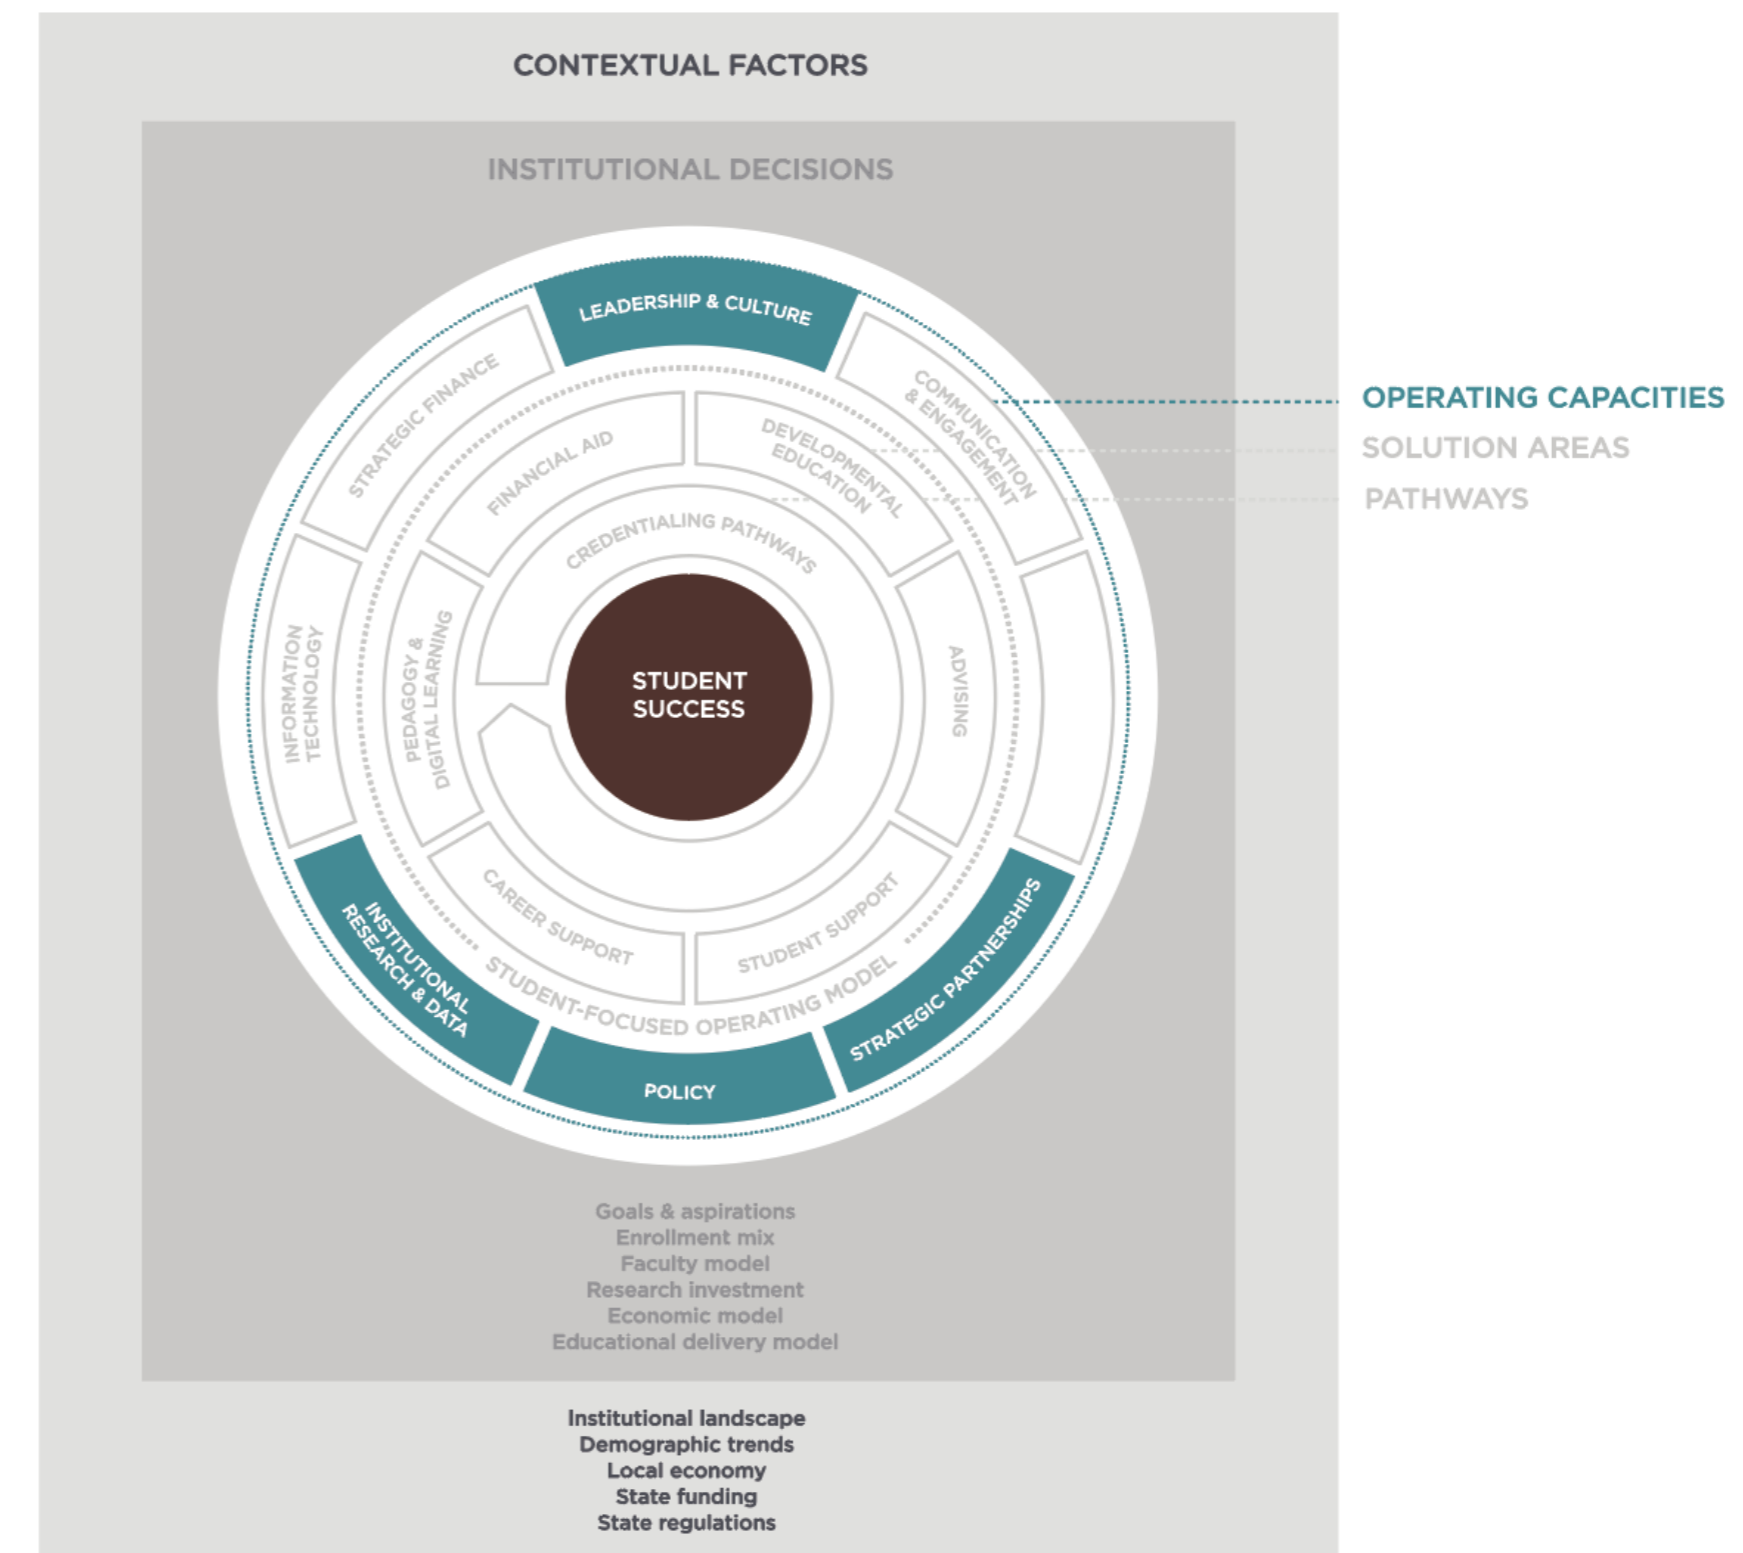 CONTEXTUAL FACTORS
INSTITUTIONAL DECISIONS
LEADERSHIP & CULTURE
COMMUNICATION
& ENGAGEMENT
STRATEGIC PARTNERSHIPS
POLICY
INSTITUTIONAL
RESEARCH & DATA
INFORMATION
TECHNOLOGY
STRATEGIC FINANCE
FINANCIAL AID
DEVELOPMENTAL
EDUCATION
ADVISING
STUDENT SUPPORT
CAREER SUPPORT
PEDAGOGY &
DIGITAL LEARNING
STUDENT-FOCUSED OPERATING MODEL
CREDENTIALING PATHWAYS
STUDENT
SUCCESS
OPERATING CAPACITIES
SOLUTION AREAS
PATHWAYS
Goals & aspirations
Enrollment mix
Faculty model
Research investment
Economic model
Educational delivery model
Institutional landscape
Demographic trends
Local economy
State funding
State regulations